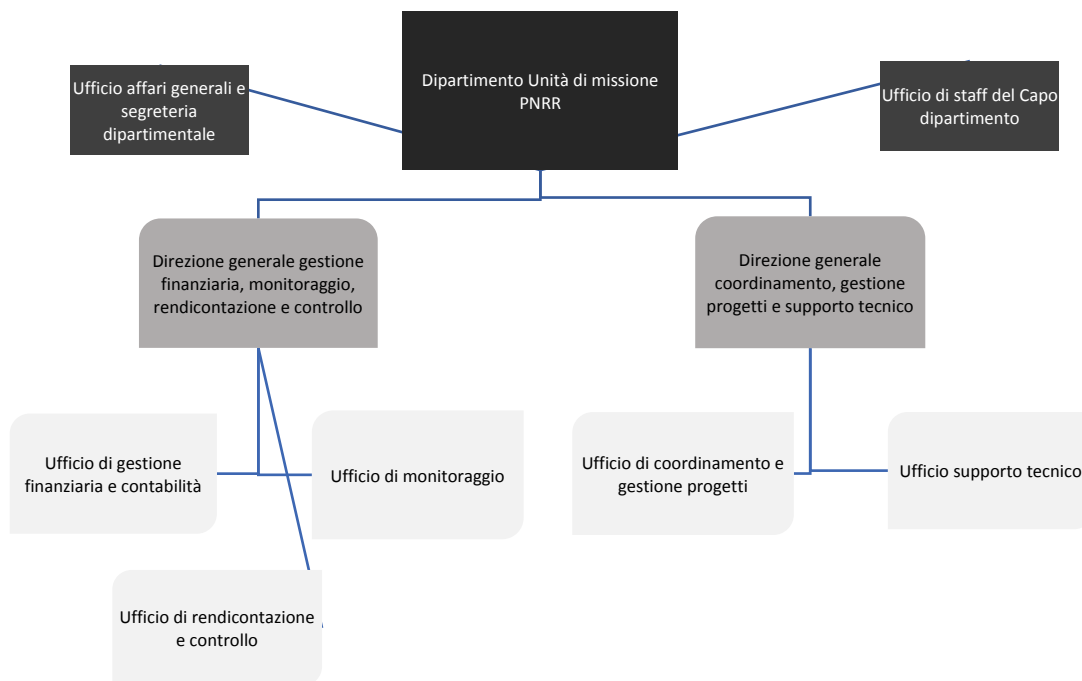 Dipartimento Unità di missione
PNRR
Ufficio affari generali e
segreteria
dipartimentale
Ufficio di staff del Capo
dipartimento
Direzione generale gestione
finanziaria, monitoraggio,
rendicontazione e controllo
Direzione generale
coordinamento, gestione
progetti e supporto tecnico
Ufficio di gestione
finanziaria e contabilità
Ufficio di monitoraggio
Ufficio di coordinamento e
gestione progetti
Ufficio supporto tecnico
Ufficio di rendicontazione
e controllo